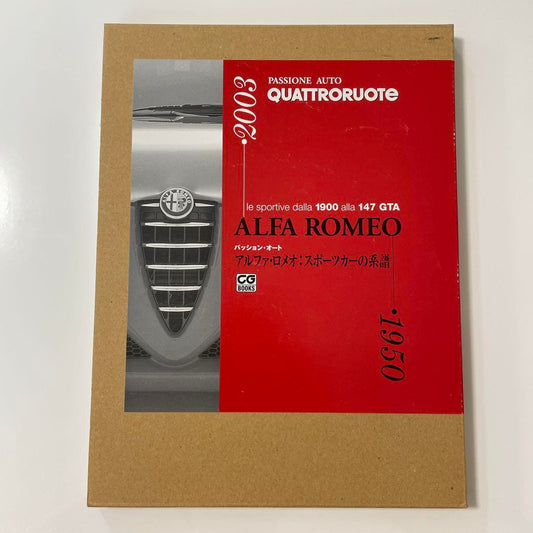 PASSIONE AUTO
QUATTRORUOTE
2003
le sportive dalla 1900 alla 147 GTA
ALFA ROMEO
パッション・オート
アルファ・ロメオ：スポーツカーの系譜
CG
BOOKS
1950
ALFA ROMEO